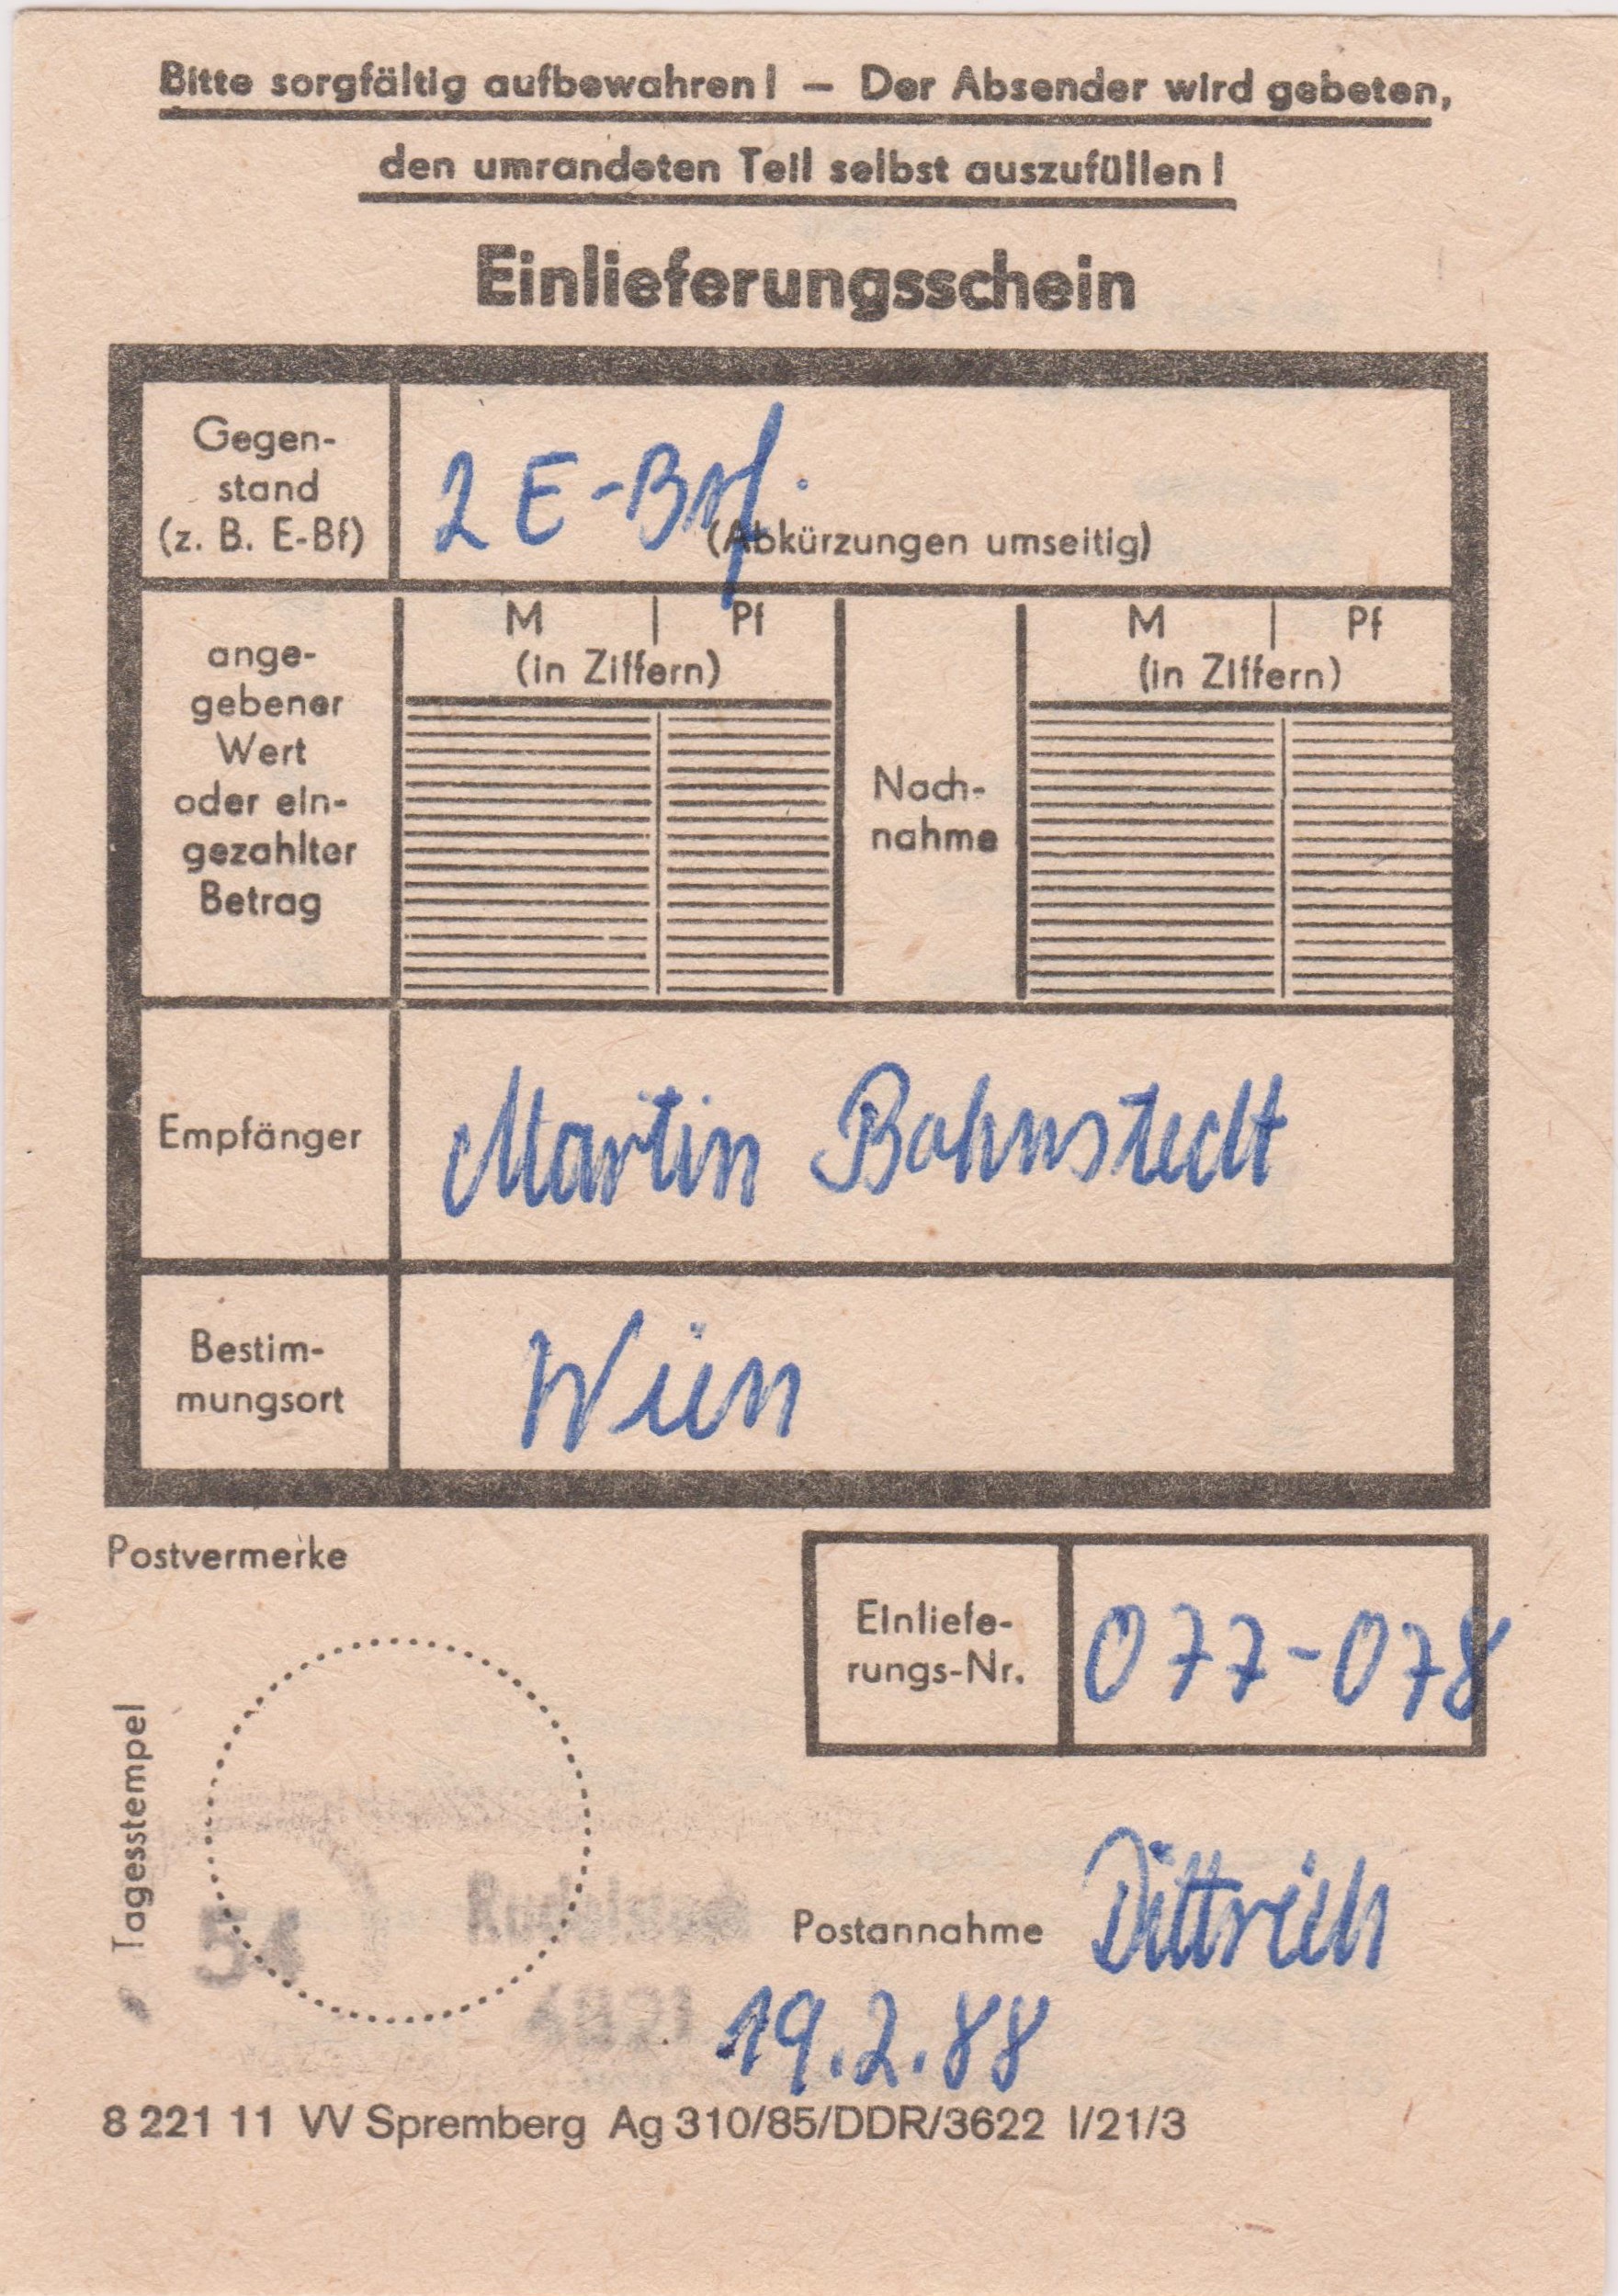 Bitte sorgfältig aufbewahren! – Der Absender wird gebeten,
den umrandeten Teil selbst auszufüllen!
Einlieferungsschein
Gegen-
stand
(z. B. E-Bf)
2 E-Brf.
(Abkürzungen umseitig)
ange-
gebener
Wert
oder ein-
gezahlter
Betrag
M | Pf
(in Ziffern)
Nach-
nahme
M | Pf
(in Ziffern)
Empfänger
Martin Bahnstedt
Bestim-
mungsort
Wien
Postvermerke
Einliefe-
rungs-Nr.
077-078
Tagesstempel
54
Rudolstadt
Postannahme
Dittrich
19.2.88
8 221 11 VV Spremberg Ag 310/85/DDR/3622 I/21/3